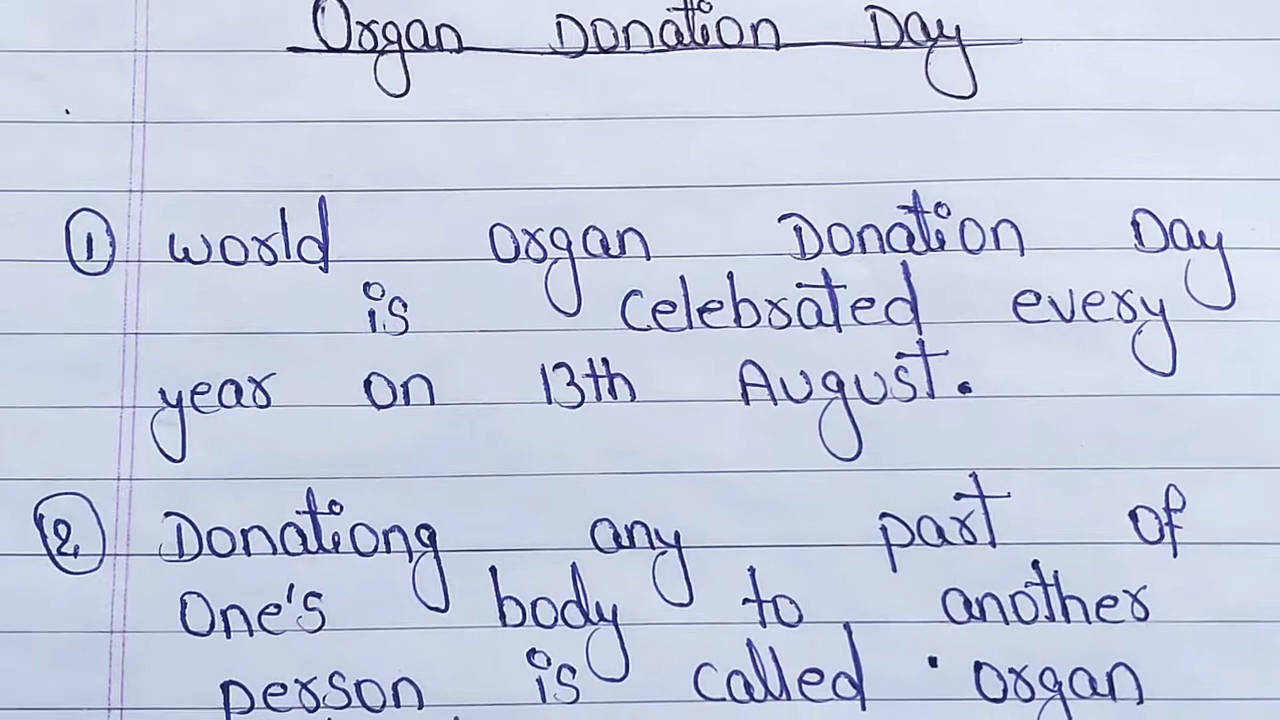 Organ Donation Day
1 world organ Donation Day
is celebrated every
year on 13th August.
2 Donationg any part of
One's body to another
person is called organ